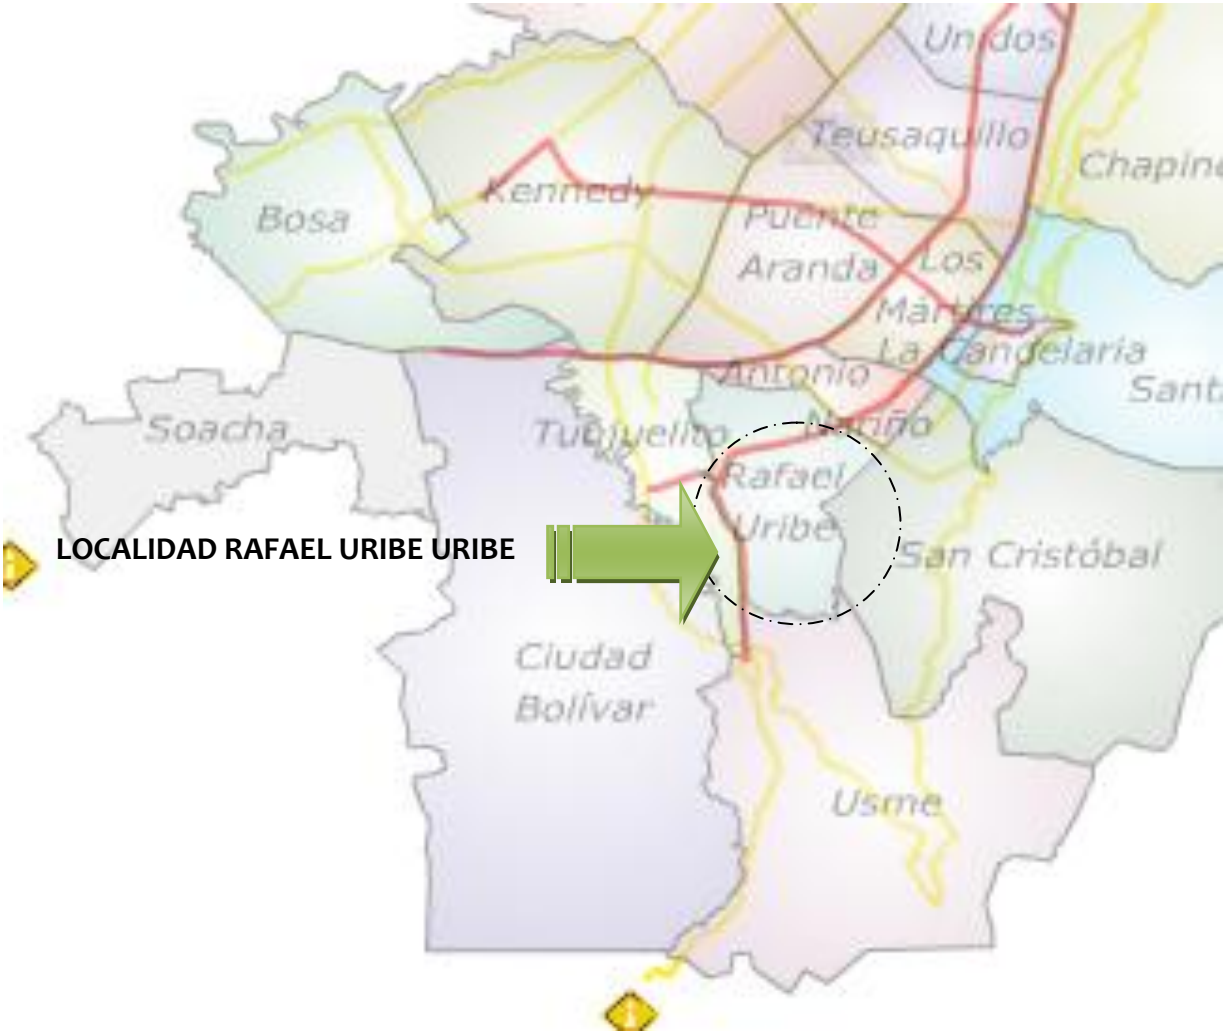 Unidos
Teusaquillo
Chapine
Kennedy
Bosa
Puente
Aranda
Los
Mártires
La Candelaria
Antonio
Nariño
Sant
Soacha
Tunjuelito
Rafael
Uribe
LOCALIDAD RAFAEL URIBE URIBE
San Cristóbal
Ciudad
Bolívar
Usme